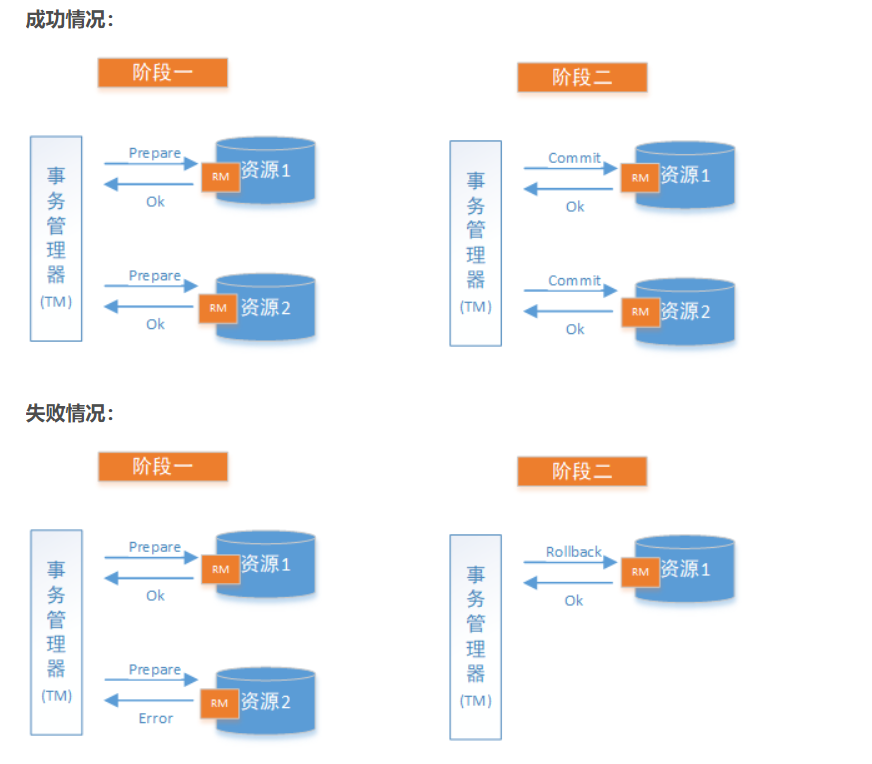 成功情况：
阶段一
事务管理器
(TM)
Prepare
Ok
RM
资源1
Prepare
Ok
RM
资源2
阶段二
事务管理器
(TM)
Commit
Ok
RM
资源1
Commit
Ok
RM
资源2
失败情况：
阶段一
事务管理器
(TM)
Prepare
Ok
RM
资源1
Prepare
Error
RM
资源2
阶段二
事务管理器
(TM)
Rollback
Ok
RM
资源1